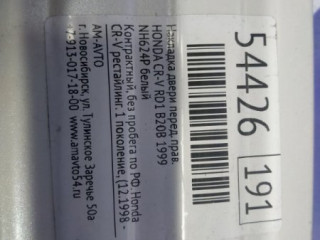 54426 191
Накладка двери перед. прав.
HONDA CR-V RD1 B20B 1999
NH624P белый
Контрактный, без пробега по РФ. Honda
CR-V рестайлинг. 1 поколение, (12.1998 -
АМ-АВТО
г. Новосибирск, ул. Тулинское Заречье 50а
913-017-18-00 www.amavto54.ru